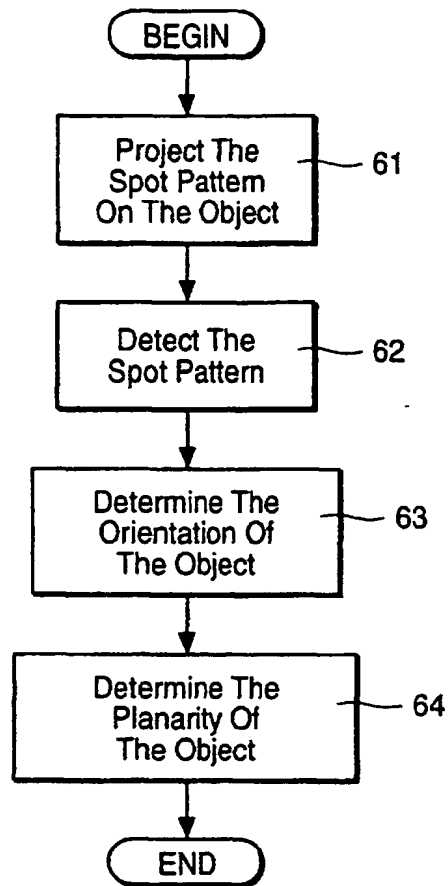 BEGIN
Project The
Spot Pattern
On The Object
61
Detect The
Spot Pattern
62
Determine The
Orientation Of
The Object
63
Determine The
Planarity Of
The Object
64
END